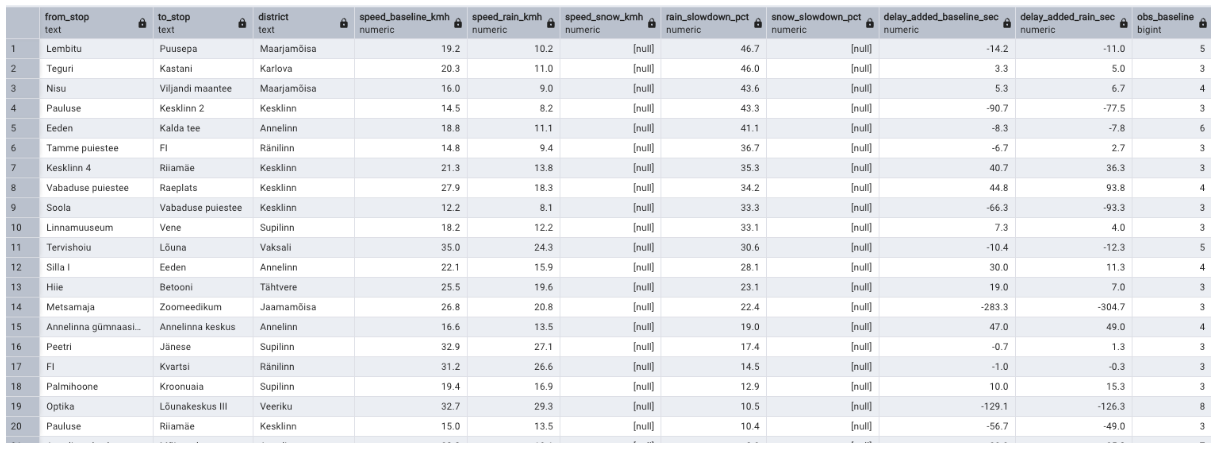 from_stop to_stop district speed_baseline_kmh speed_rain_kmh speed_snow_kmh rain_slowdown_pct snow_slowdown_pct delay_added_baseline_sec delay_added_rain_sec obs_baseline
text text text numeric numeric numeric numeric numeric numeric numeric bigint
1 Lembitu Puusepa Maarjamõisa 19.2 10.2 [null] 46.7 [null] -14.2 -11.0 5
2 Teguri Kastani Karlova 20.3 11.0 [null] 46.0 [null] 3.3 5.0 3
3 Nisu Viljandi maantee Maarjamõisa 16.0 9.0 [null] 43.6 [null] 5.3 6.7 4
4 Pauluse Kesklinn 2 Kesklinn 14.5 8.2 [null] 43.3 [null] -90.7 -77.5 3
5 Eeden Kalda tee Annelinn 18.8 11.1 [null] 41.1 [null] -8.3 -7.8 6
6 Tamme puiestee FI Ränilinn 14.8 9.4 [null] 36.7 [null] -6.7 2.7 3
7 Kesklinn 4 Riiamäe Kesklinn 21.3 13.8 [null] 35.3 [null] 40.7 36.3 3
8 Vabaduse puiestee Raeplats Kesklinn 27.9 18.3 [null] 34.2 [null] 44.8 93.8 4
9 Soola Vabaduse puiestee Kesklinn 12.2 8.1 [null] 33.3 [null] -66.3 -93.3 3
10 Linnamuuseum Vene Supilinn 18.2 12.2 [null] 33.1 [null] 7.3 4.0 3
11 Tervishoiu Lõuna Vaksali 35.0 24.3 [null] 30.6 [null] -10.4 -12.3 5
12 Silla I Eeden Annelinn 22.1 15.9 [null] 28.1 [null] 30.0 11.3 4
13 Hiie Betooni Tähtvere 25.5 19.6 [null] 23.1 [null] 19.0 7.0 3
14 Metsamaja Zoomeedikum Jaamamõisa 26.8 20.8 [null] 22.4 [null] -283.3 -304.7 3
15 Annelinna gümnaasi... Annelinna keskus Annelinn 16.6 13.5 [null] 19.0 [null] 47.0 49.0 4
16 Peetri Jänese Supilinn 32.9 27.1 [null] 17.4 [null] -0.7 1.3 3
17 FI Kvartsi Ränilinn 31.2 26.6 [null] 14.5 [null] -1.0 -0.3 3
18 Palmihoone Kroonuaia Supilinn 19.4 16.9 [null] 12.9 [null] 10.0 15.3 3
19 Optika Lõunakeskus III Veeriku 32.7 29.3 [null] 10.5 [null] -129.1 -126.3 8
20 Pauluse Riiamäe Kesklinn 15.0 13.5 [null] 10.4 [null] -56.7 -49.0 3